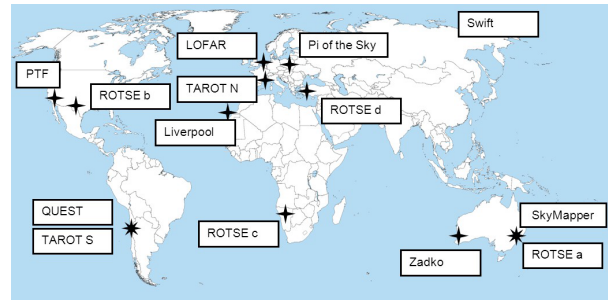 Swift
LOFAR
Pi of the Sky
PTF
ROTSE b
TAROT N
ROTSE d
Liverpool
QUEST
TAROT S
ROTSE c
SkyMapper
Zadko
ROTSE a